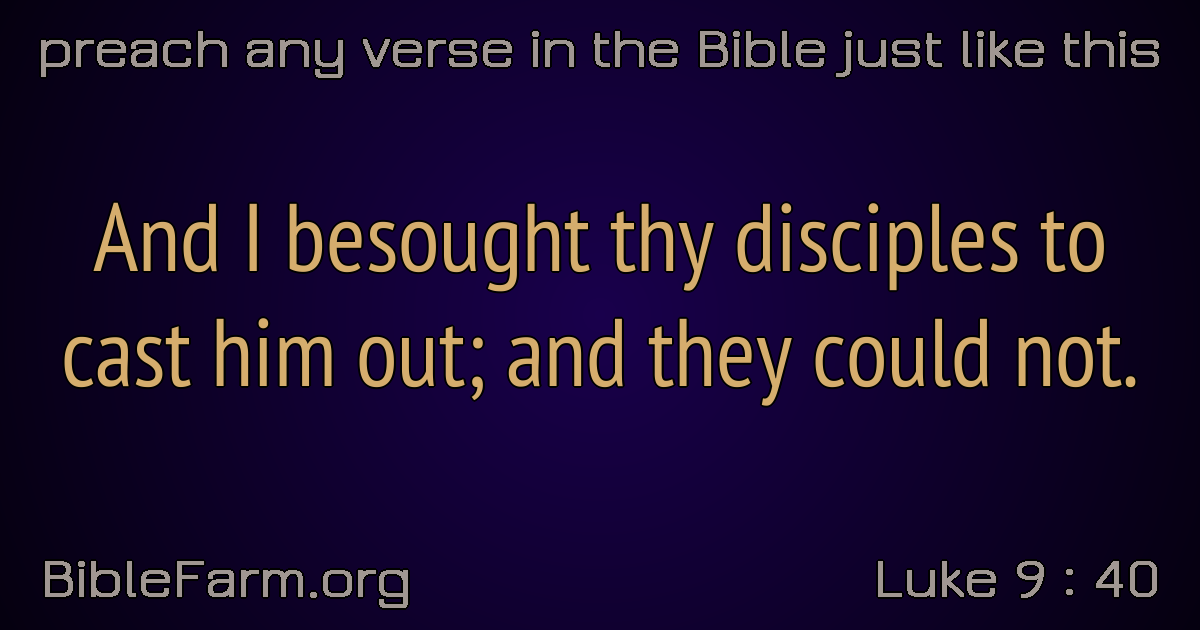 preach any verse in the Bible just like this
And I besought thy disciples to
cast him out; and they could not.
BibleFarm.org
Luke 9 : 40